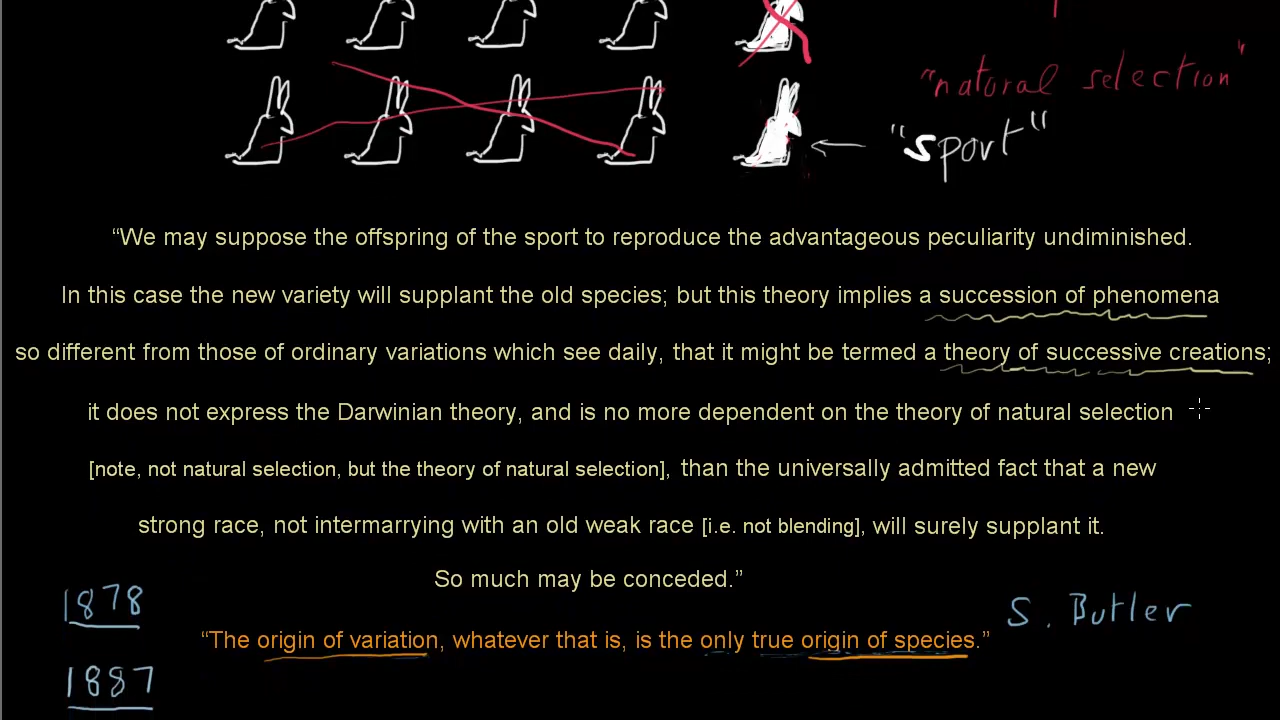 "natural selection"
"sport"
“We may suppose the offspring of the sport to reproduce the advantageous peculiarity undiminished.
In this case the new variety will supplant the old species; but this theory implies a succession of phenomena
so different from those of ordinary variations which see daily, that it might be termed a theory of successive creations;
it does not express the Darwinian theory, and is no more dependent on the theory of natural selection
[note, not natural selection, but the theory of natural selection], than the universally admitted fact that a new
strong race, not intermarrying with an old weak race [i.e. not blending], will surely supplant it.
So much may be conceded.”
1878
S. Butler
“The origin of variation, whatever that is, is the only true origin of species.”
1887